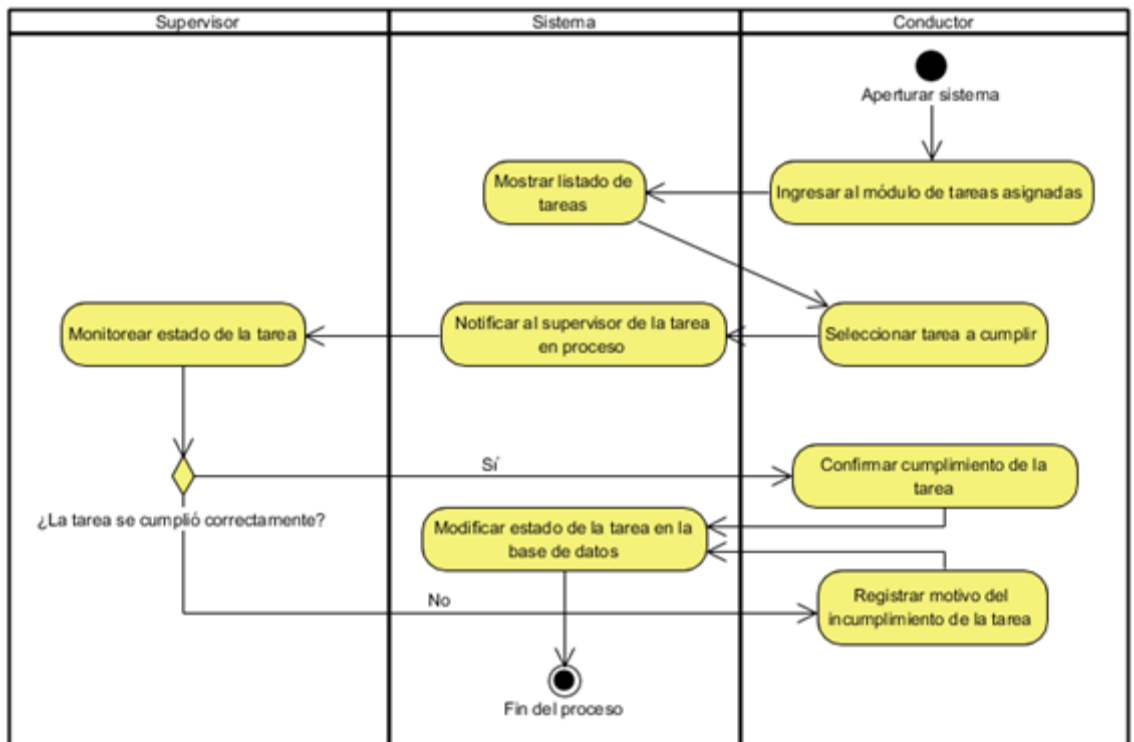 Supervisor
Sistema
Conductor
Aperturar sistema
Mostrar listado de
tareas
Ingresar al módulo de tareas asignadas
Monitorear estado de la tarea
Notificar al supervisor de la tarea
en proceso
Seleccionar tarea a cumplir
Sí
Confirmar cumplimiento de la
tarea
¿La tarea se cumplió correctamente?
Modificar estado de la tarea en la
base de datos
No
Registrar motivo del
incumplimiento de la tarea
Fin del proceso